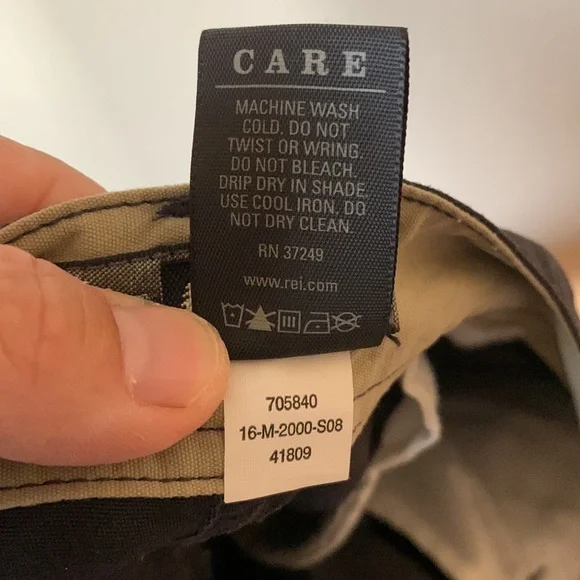 CARE
MACHINE WASH
COLD. DO NOT
TWIST OR WRING.
DO NOT BLEACH.
DRIP DRY IN SHADE.
USE COOL IRON. DO
NOT DRY CLEAN.
RN 37249
www.rei.com
705840
16-M-2000-S08
41809